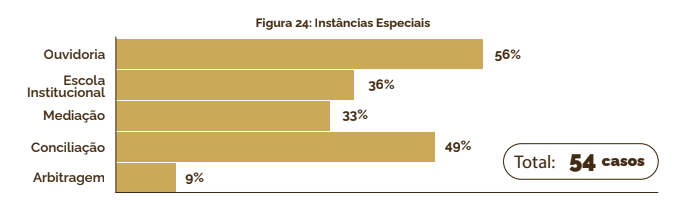 Figura 24: Instâncias Especiais
Ouvidoria
56%
Escola
Institucional
36%
Mediação
33%
Conciliação
49%
Arbitragem
9%
Total: 54 casos